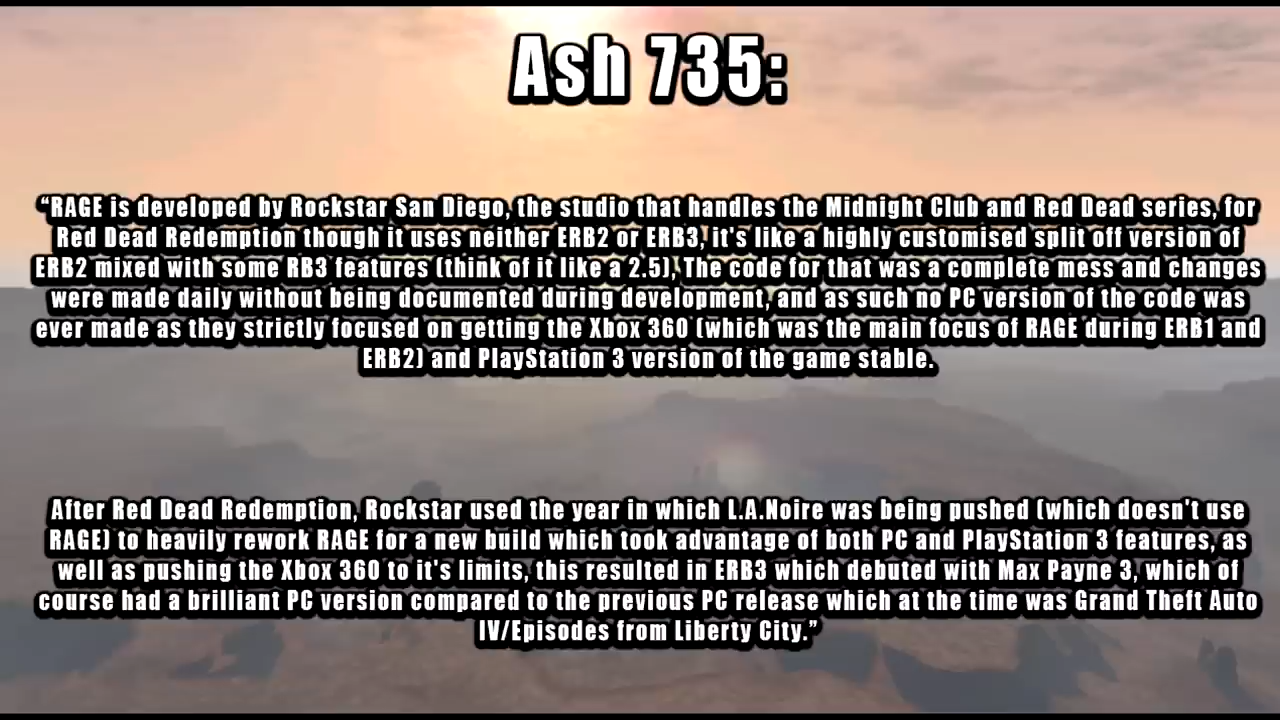 Ash 735:
“RAGE is developed by Rockstar San Diego, the studio that handles the Midnight Club and Red Dead series, for
Red Dead Redemption though it uses neither ERB2 or ERB3, it's like a highly customised split off version of
ERB2 mixed with some RB3 features (think of it like a 2.5), The code for that was a complete mess and changes
were made daily without being documented during development, and as such no PC version of the code was
ever made as they strictly focused on getting the Xbox 360 (which was the main focus of RAGE during ERB1 and
ERB2) and PlayStation 3 version of the game stable.
After Red Dead Redemption, Rockstar used the year in which L.A.Noire was being pushed (which doesn't use
RAGE) to heavily rework RAGE for a new build which took advantage of both PC and PlayStation 3 features, as
well as pushing the Xbox 360 to it's limits, this resulted in ERB3 which debuted with Max Payne 3, which of
course had a brilliant PC version compared to the previous PC release which at the time was Grand Theft Auto
IV/Episodes from Liberty City.”